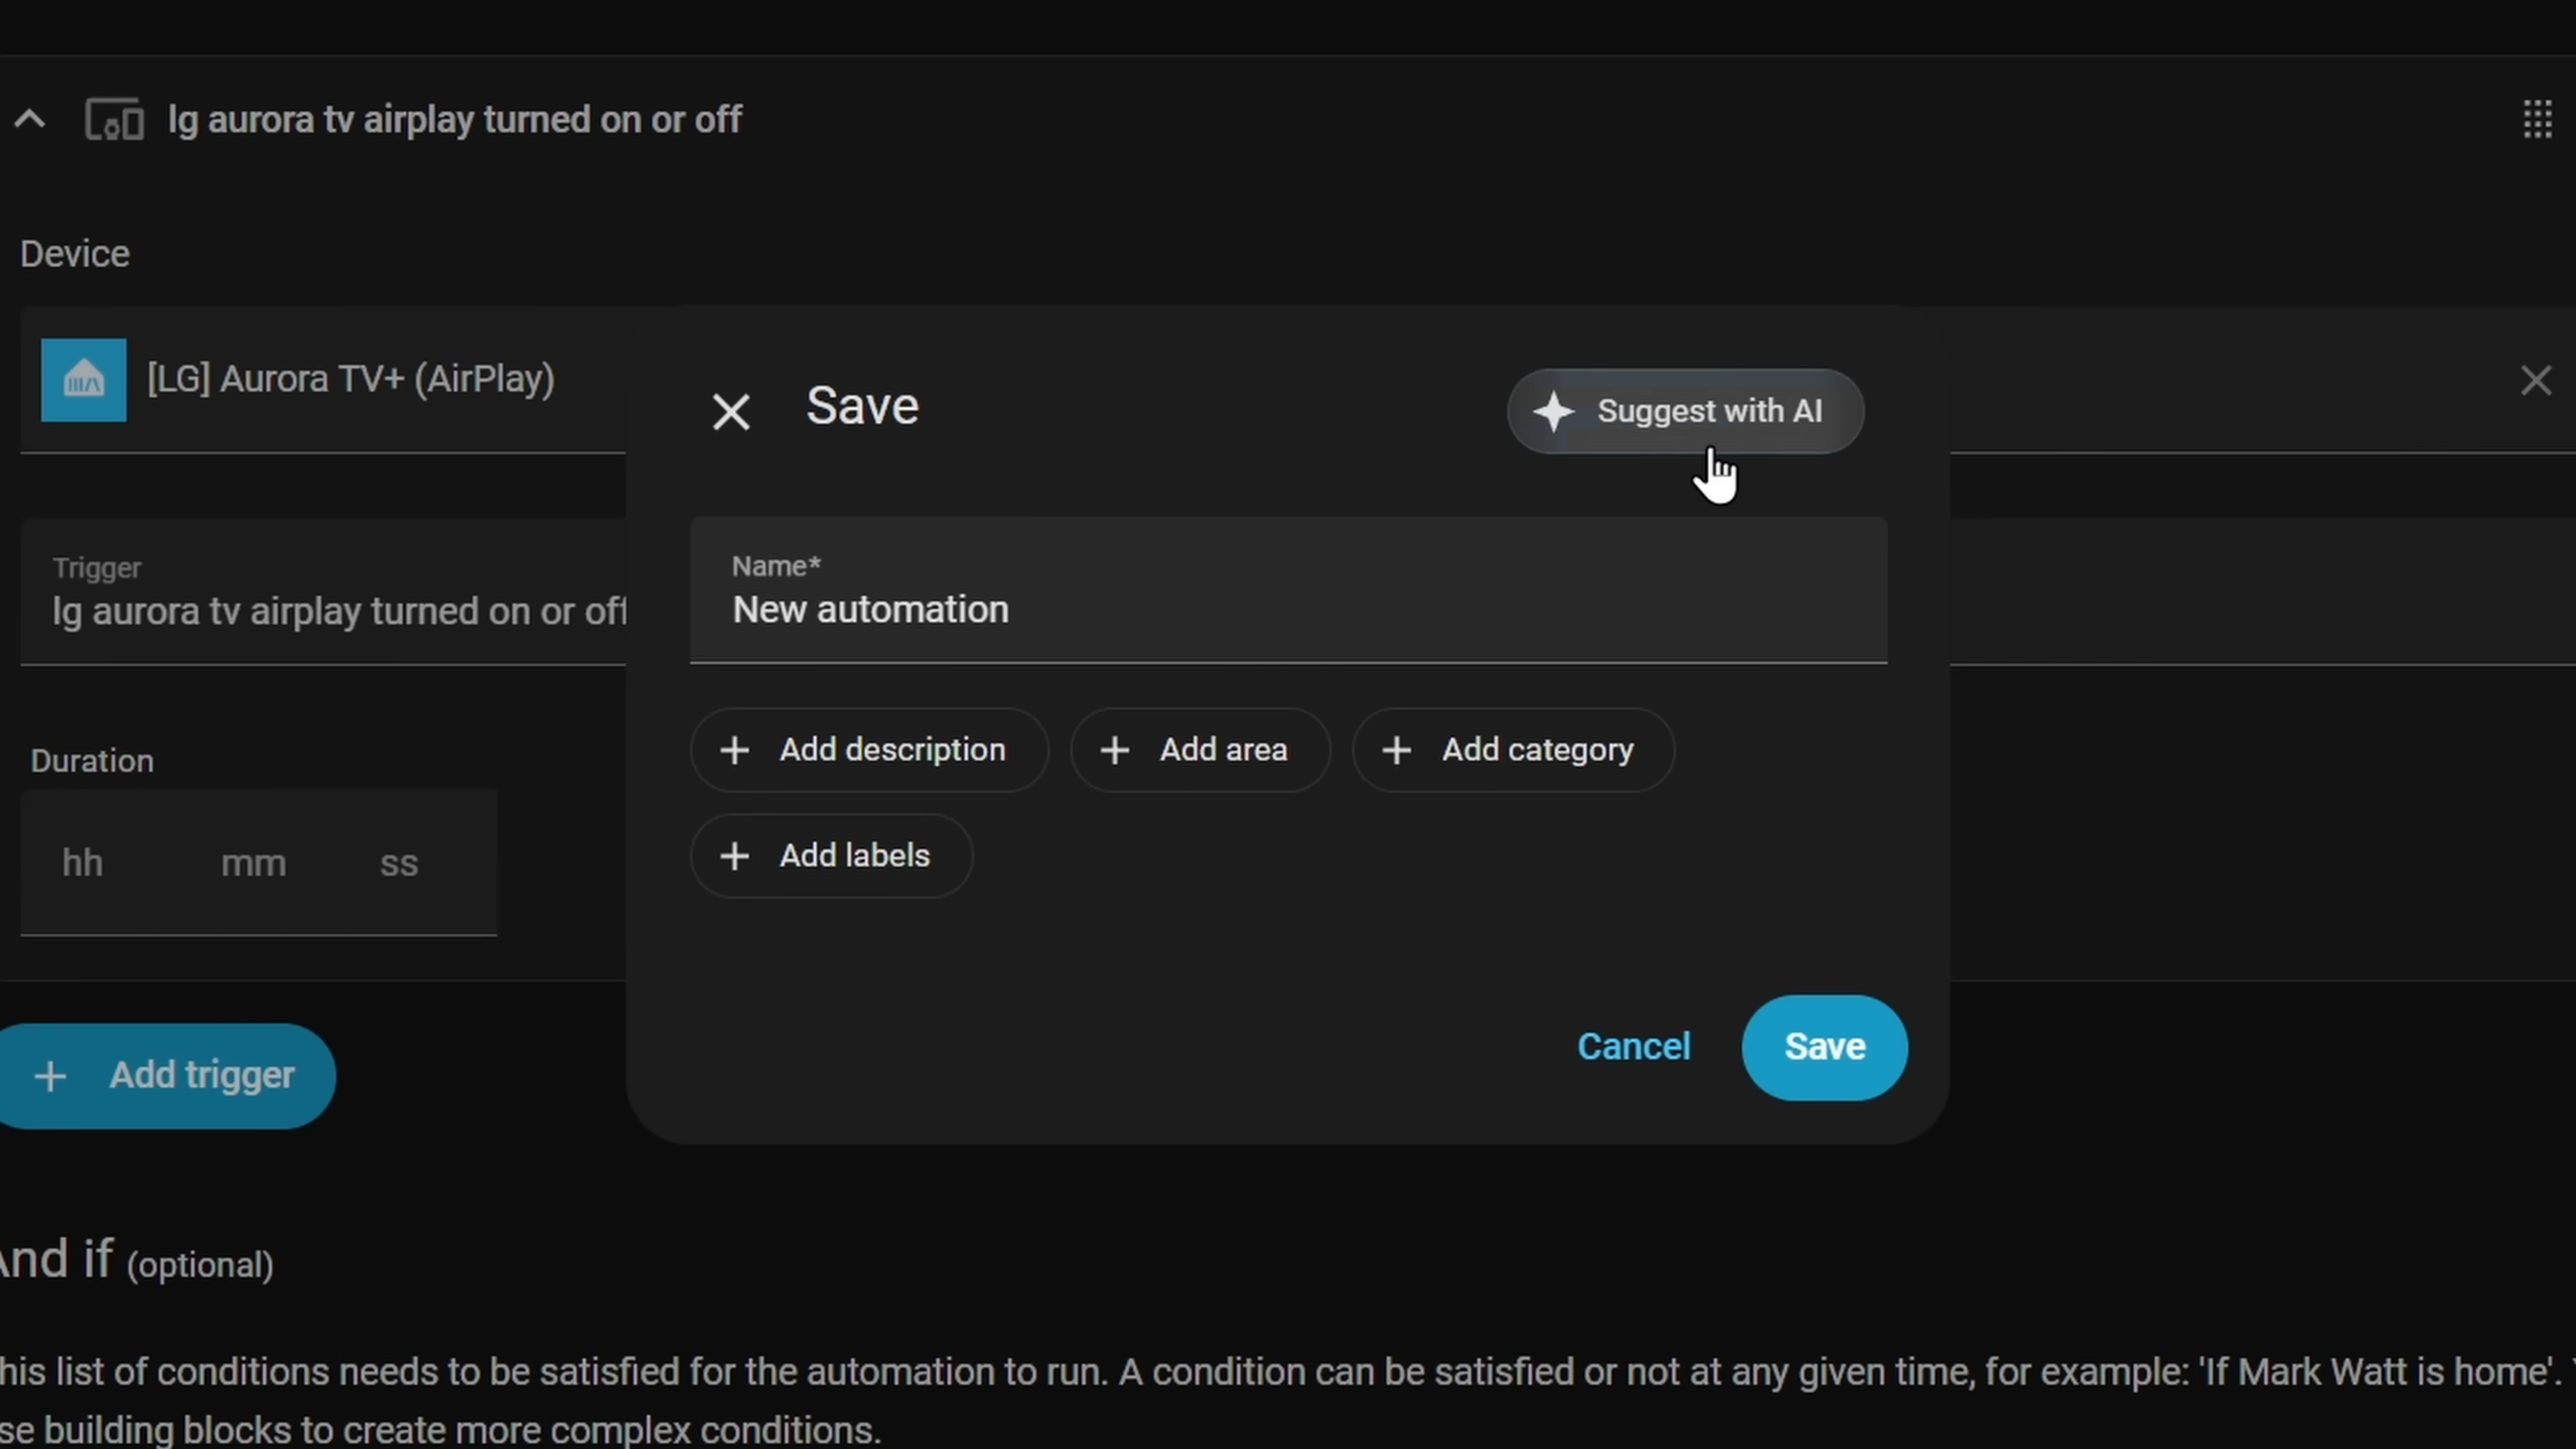 lg aurora tv airplay turned on or off
Device
[LG] Aurora TV+ (AirPlay)
Trigger
lg aurora tv airplay turned on or off
Duration
hh mm ss
Add trigger
Save
Suggest with AI
Name*
New automation
Add description
Add area
Add category
Add labels
Cancel
Save
And if (optional)
his list of conditions needs to be satisfied for the automation to run. A condition can be satisfied or not at any given time, for example: 'If Mark Watt is home'.
se building blocks to create more complex conditions.